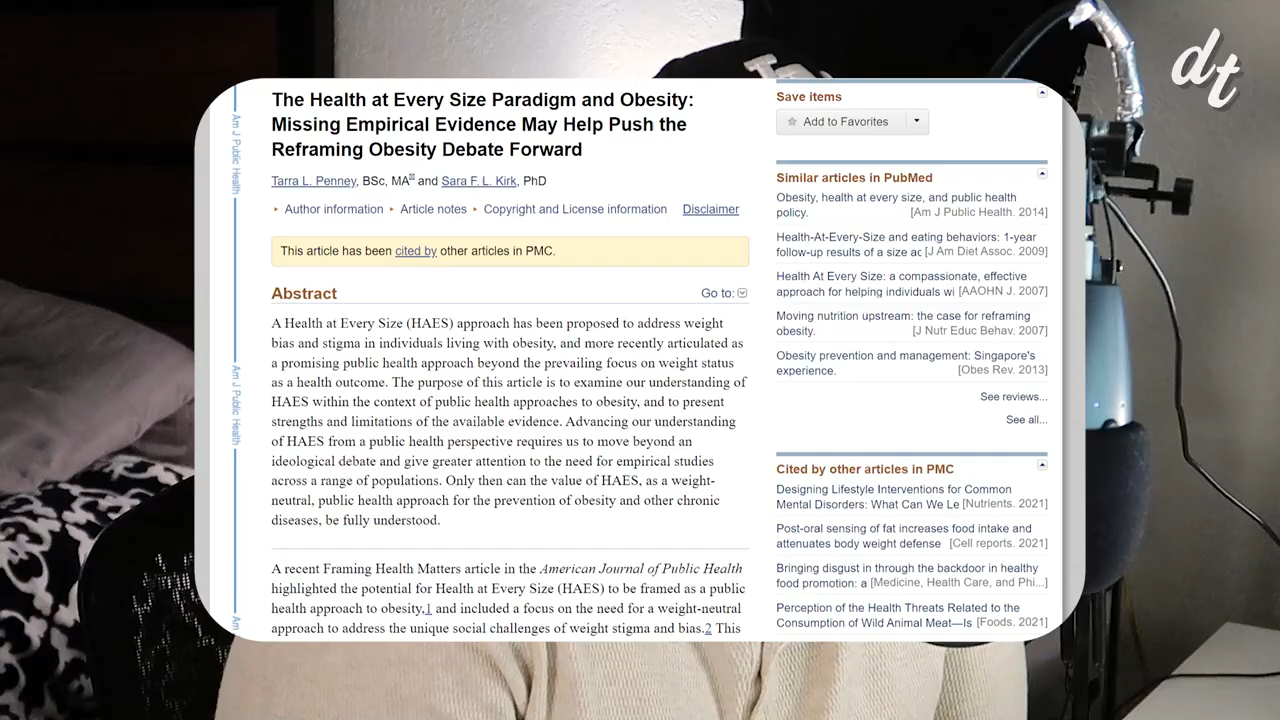 dt
The Health at Every Size Paradigm and Obesity:
Missing Empirical Evidence May Help Push the
Reframing Obesity Debate Forward
Tarra L. Penney, BSc, MA and Sara F. L. Kirk, PhD
Author information Article notes Copyright and License information Disclaimer
This article has been cited by other articles in PMC.
Abstract
Go to:
A Health at Every Size (HAES) approach has been proposed to address weight
bias and stigma in individuals living with obesity, and more recently articulated as
a promising public health approach beyond the prevailing focus on weight status
as a health outcome. The purpose of this article is to examine our understanding of
HAES within the context of public health approaches to obesity, and to present
strengths and limitations of the available evidence. Advancing our understanding
of HAES from a public health perspective requires us to move beyond an
ideological debate and give greater attention to the need for empirical studies
across a range of populations. Only then can the value of HAES, as a weight-
neutral, public health approach for the prevention of obesity and other chronic
diseases, be fully understood.
A recent Framing Health Matters article in the American Journal of Public Health
highlighted the potential for Health at Every Size (HAES) to be framed as a public
health approach to obesity,1 and included a focus on the need for a weight-neutral
approach to address the unique social challenges of weight stigma and bias.2 This
Am J Public Health
Am J Public Health
Am
Save items
Add to Favorites
Similar articles in PubMed
Obesity, health at every size, and public health
policy. [Am J Public Health. 2014]
Health-At-Every-Size and eating behaviors: 1-year
follow-up results of a size ac [J Am Diet Assoc. 2009]
Health At Every Size: a compassionate, effective
approach for helping individuals wi [AAOHN J. 2007]
Moving nutrition upstream: the case for reframing
obesity. [J Nutr Educ Behav. 2007]
Obesity prevention and management: Singapore's
experience. [Obes Rev. 2013]
See reviews...
See all...
Cited by other articles in PMC
Designing Lifestyle Interventions for Common
Mental Disorders: What Can We Le [Nutrients. 2021]
Post-oral sensing of fat increases food intake and
attenuates body weight defense [Cell reports. 2021]
Bringing disgust in through the backdoor in healthy
food promotion: a [Medicine, Health Care, and Phi...]
Perception of the Health Threats Related to the
Consumption of Wild Animal Meat—Is [Foods. 2021]